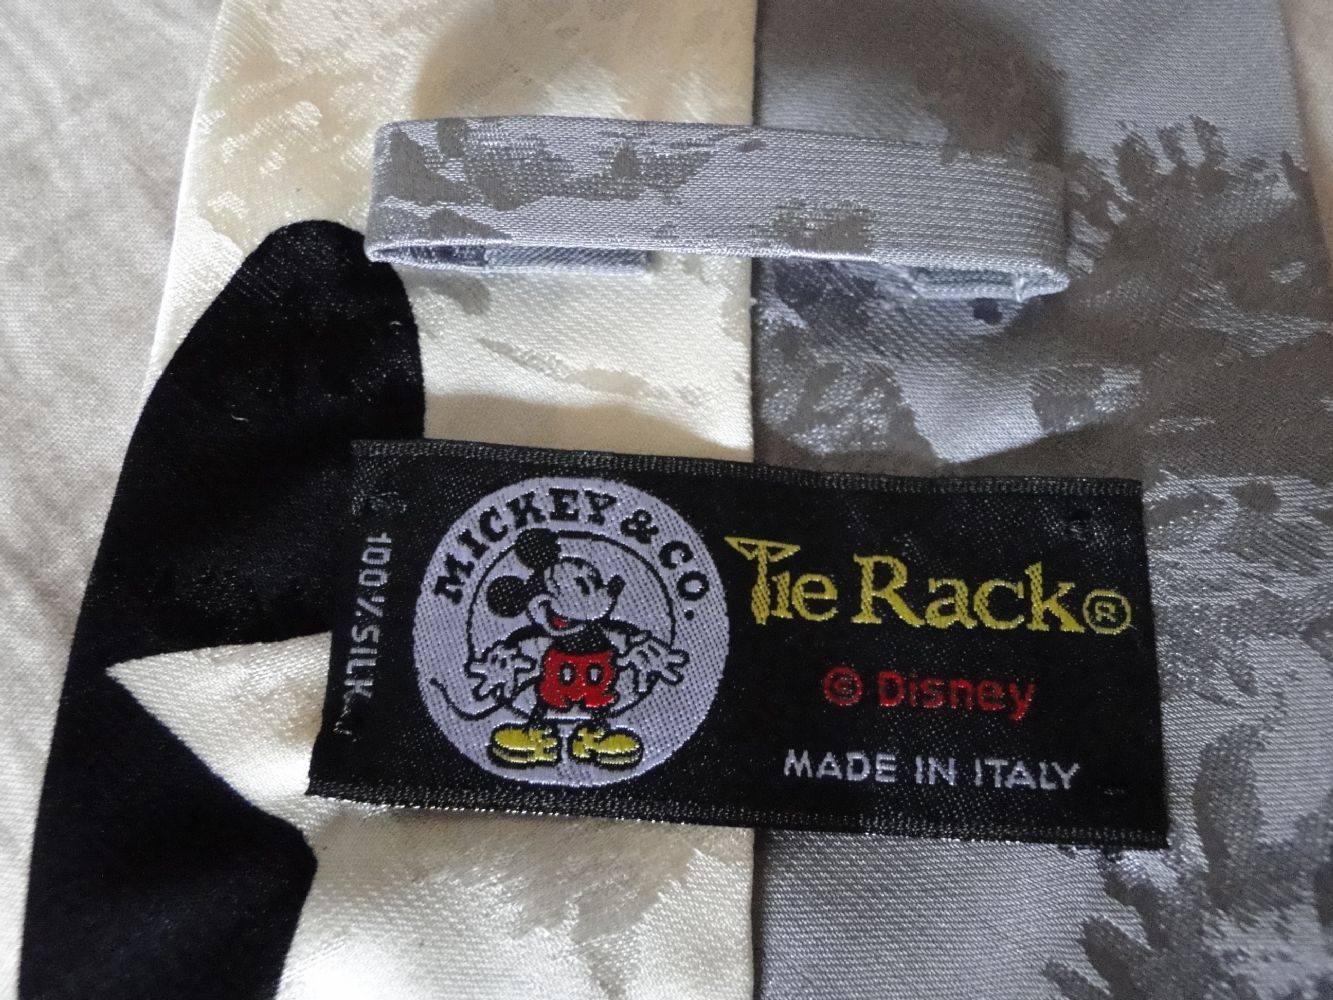 100% SILK
MICKEY & CO.
Tie Rack®
© Disney
MADE IN ITALY